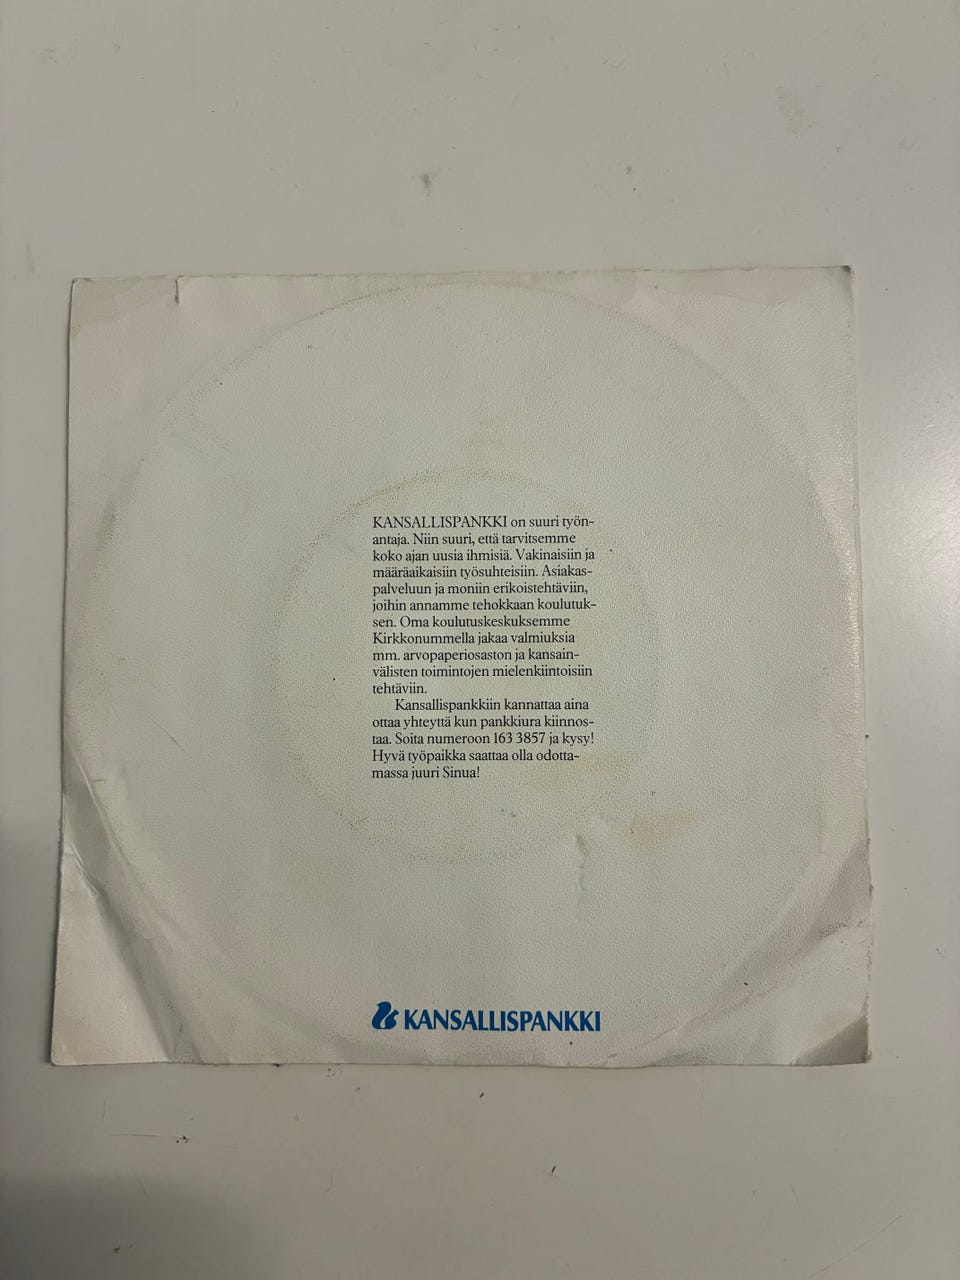 KANSALLISPANKKI on suuri työn-
antaja. Niin suuri, että tarvitsemme
koko ajan uusia ihmisiä. Vakinaisiin ja
määräaikaisiin työsuhteisiin. Asiakas-
palveluun ja moniin erikoistehtäviin,
joihin annamme tehokkaan koulutuk-
sen. Oma koulutuskeskuksemme
Kirkkonummella jakaa valmiuksia
mm. arvopaperiosaston ja kansain-
välisten toimintojen mielenkiintoisiin
tehtäviin.
Kansallispankkiin kannattaa aina
ottaa yhteyttä kun pankkiura kiinnos-
taa. Soita numeroon 163 3857 ja kysy!
Hyvä työpaikka saattaa olla odotta-
massa juuri Sinua!
KANSALLISPANKKI